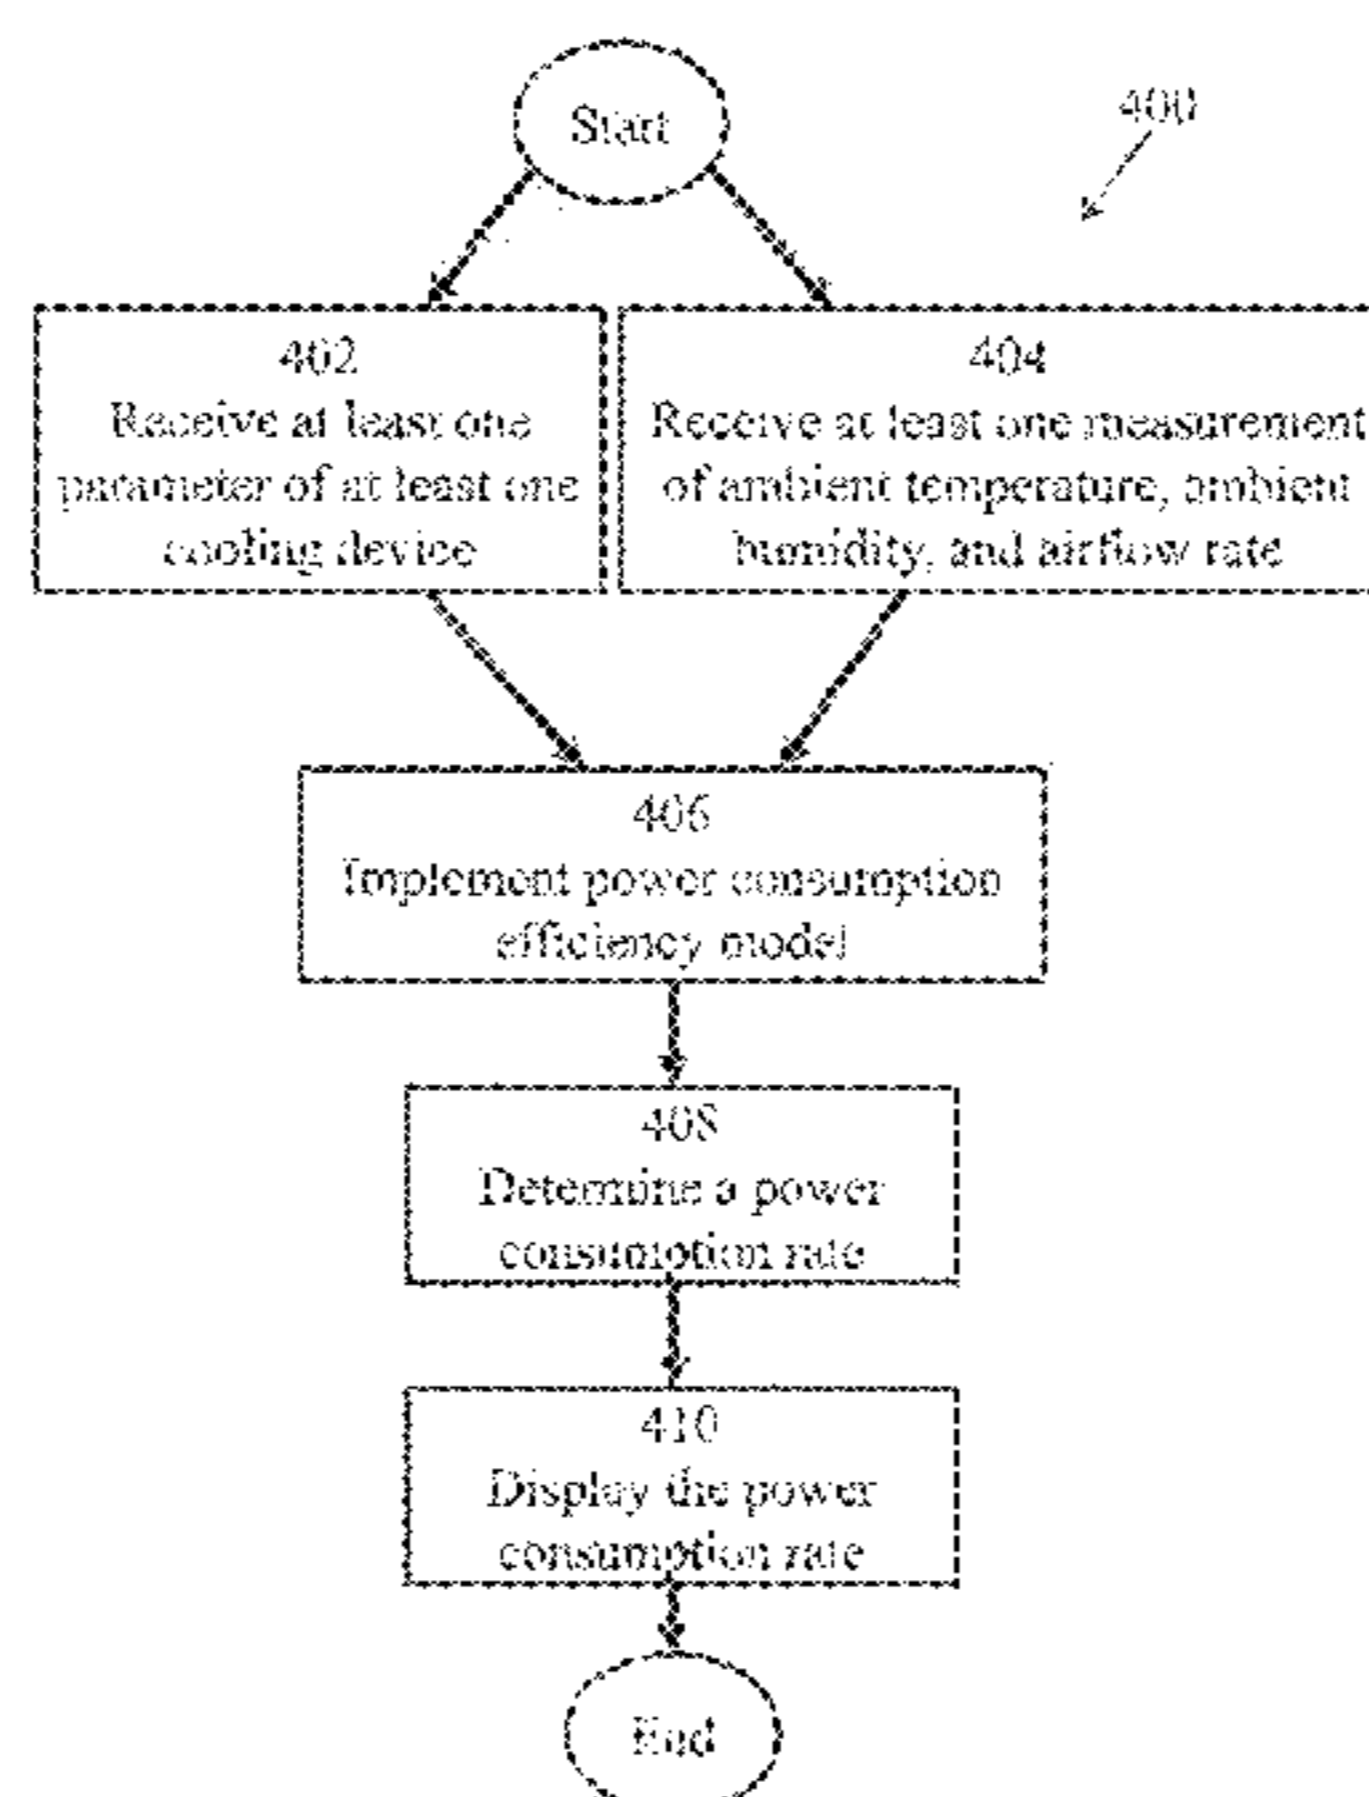 Start
400
402
Receive at least one
parameter of at least one
cooling device
404
Receive at least one measurement
of ambient temperature, ambient
humidity, and airflow rate
406
Implement power consumption
efficiency model
408
Determine a power
consumption rate
410
Display the power
consumption rate
End